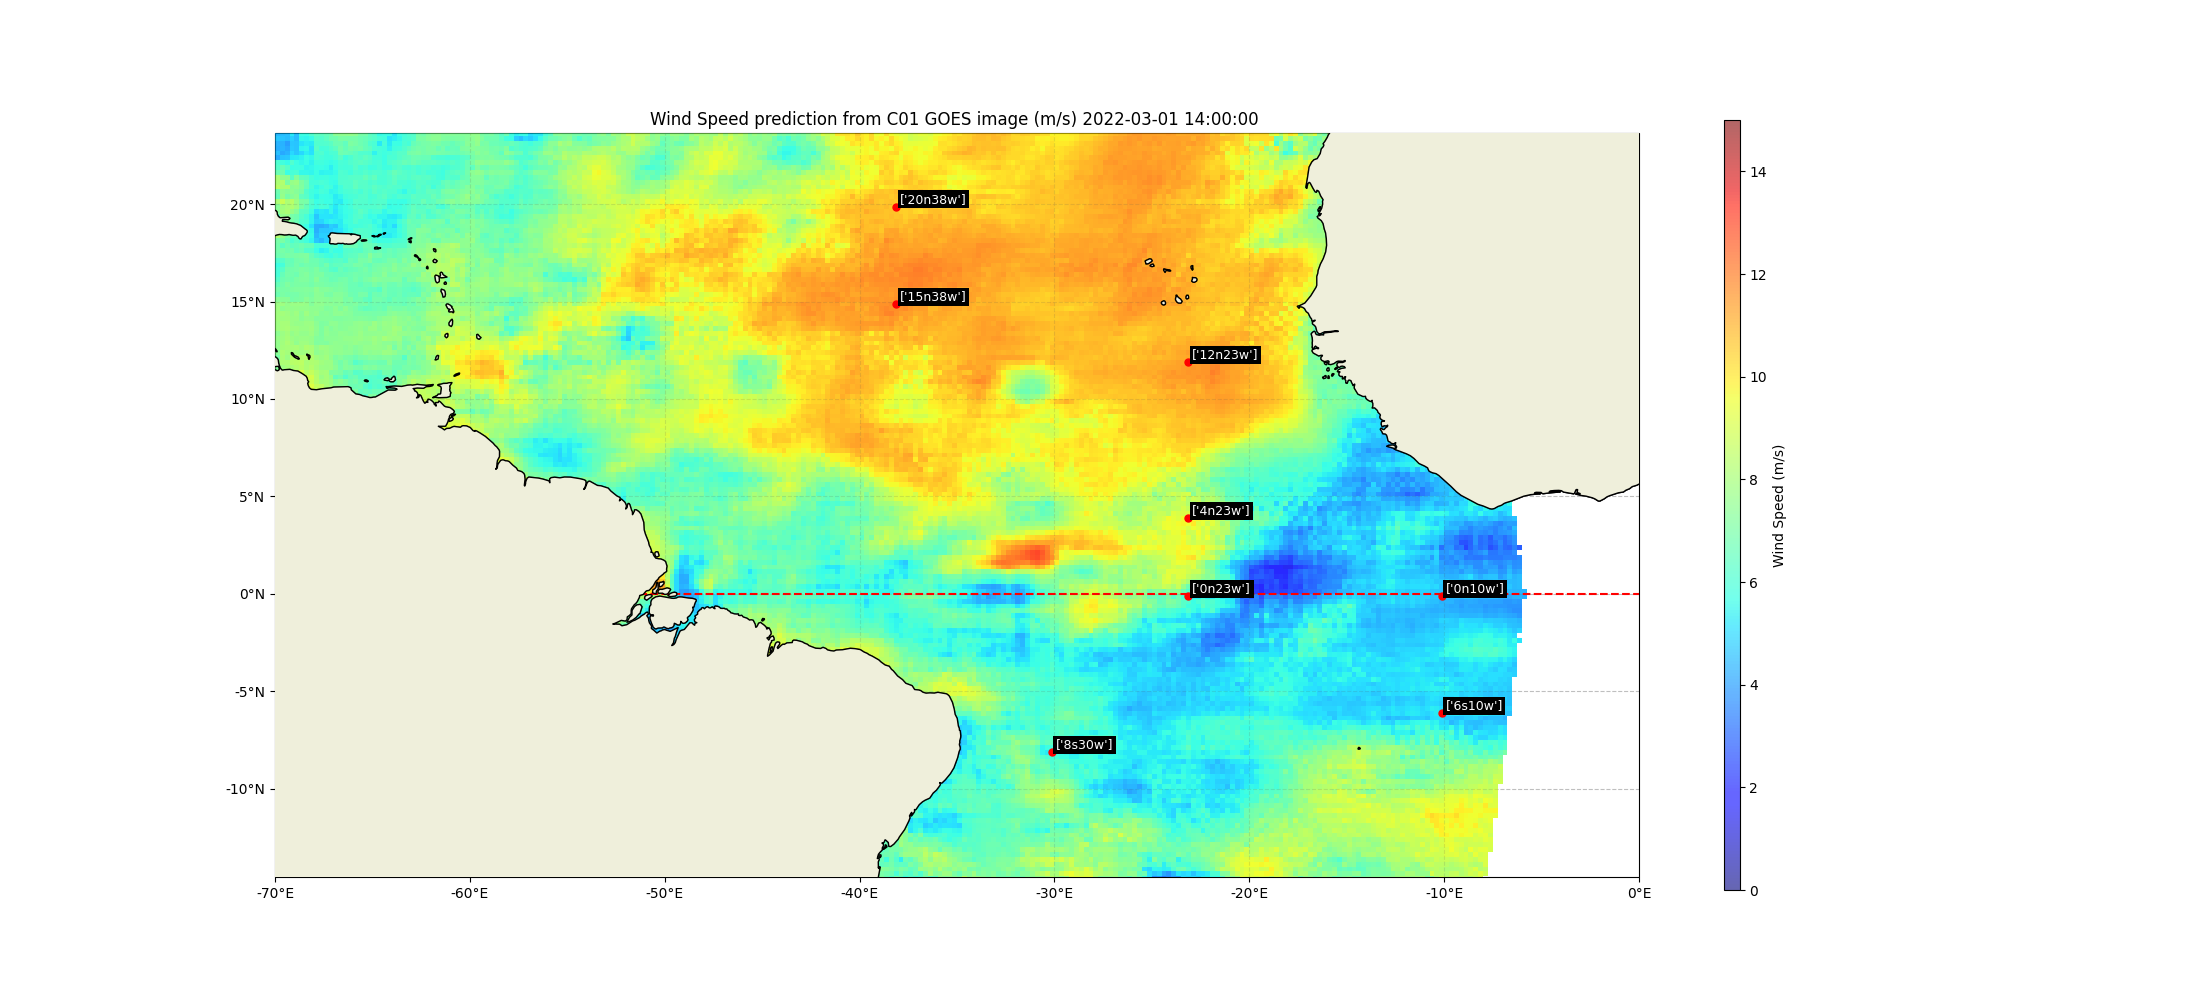 Wind Speed prediction from C01 GOES image (m/s) 2022-03-01 14:00:00
20°N
15°N
10°N
5°N
0°N
-5°N
-10°N
-70°E
-60°E
-50°E
-40°E
-30°E
-20°E
-10°E
0°E
['20n38w']
['15n38w']
['12n23w']
['4n23w']
['0n23w']
['0n10w']
['6s10w']
['8s30w']
14
12
10
8
6
4
2
0
Wind Speed (m/s)